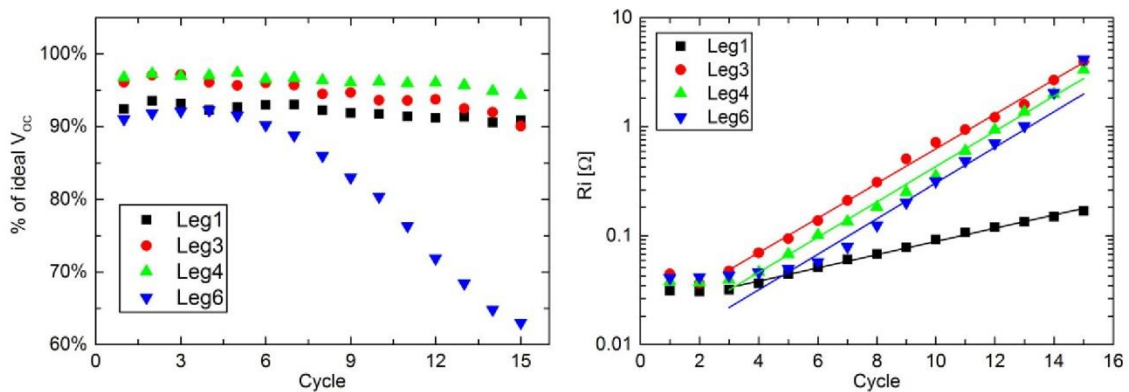 100%
90%
80%
70%
60%
% of ideal V_OC
Leg1
Leg3
Leg4
Leg6
0 3 6 9 12 15
Cycle
10
1
0.1
0.01
Ri [Ω]
Leg1
Leg3
Leg4
Leg6
0 2 4 6 8 10 12 14 16
Cycle